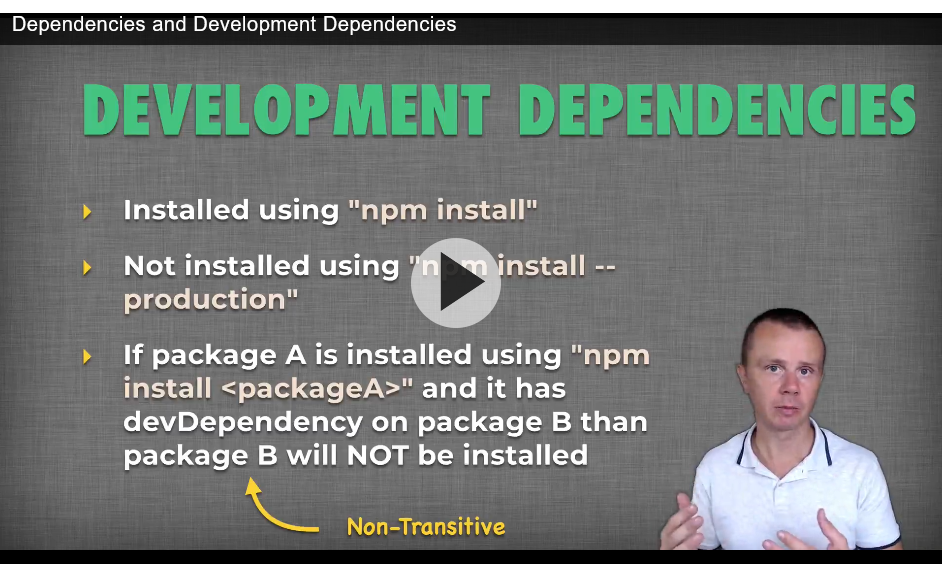 Dependencies and Development Dependencies
DEVELOPMENT DEPENDENCIES
Installed using "npm install"
Not installed using "npm install --
production"
If package A is installed using "npm
install <packageA>" and it has
devDependency on package B than
package B will NOT be installed
Non-Transitive